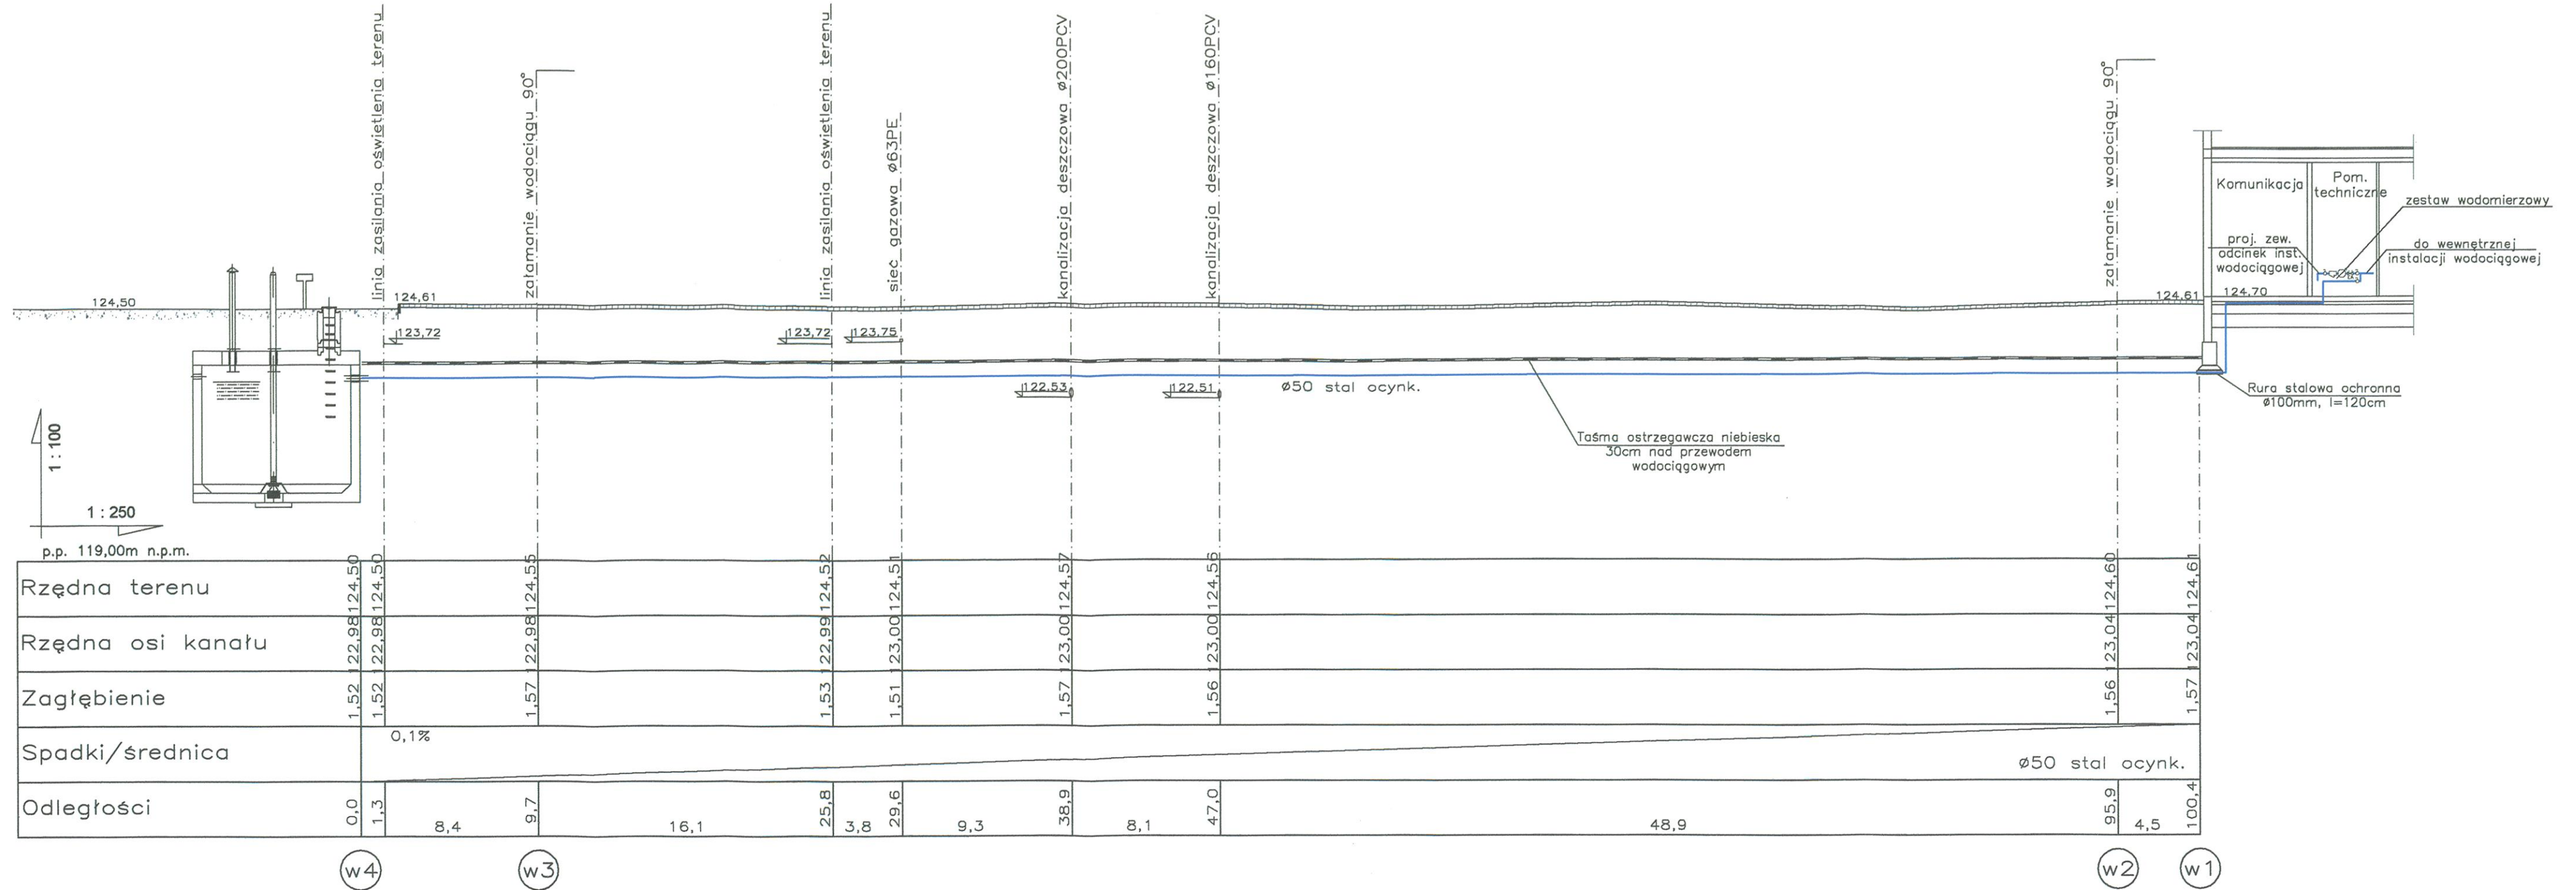 linia zasilania oświetlenia terenu
załamanie wodociągu 90°
linia zasilania oświetlenia terenu
sieć gazowa ø63PE
kanalizacja deszczowa ø200PCV
kanalizacja deszczowa ø160PCV
załamanie wodociągu 90°
Komunikacja
Pom.
techniczne
zestaw wodomierzowy
proj. zew.
odcinek inst.
wodociągowej
do wewnętrznej
instalacji wodociągowej
124,50
124,61
124,61
124,70
123,72
123,72
123,75
122,53
122,51
ø50 stal ocynk.
Rura stalowa ochronna
ø100mm, l=120cm
Taśma ostrzegawcza niebieska
30cm nad przewodem
wodociągowym
1 : 100
1 : 250
p.p. 119,00m n.p.m.
Rzędna terenu 124,50 124,50 124,55 124,52 124,51 124,57 124,56 124,60 124,61
Rzędna osi kanału 122,98 122,98 122,98 122,99 123,00 123,00 123,00 123,04 123,04
Zagłębienie 1,52 1,52 1,57 1,53 1,51 1,57 1,56 1,56 1,57
Spadki/średnica 0,1% ø50 stal ocynk.
Odległości 0,0 1,3 9,7 25,8 29,6 38,9 47,0 95,9 100,4
8,4 16,1 3,8 9,3 8,1 48,9 4,5
w4 w3 w2 w1